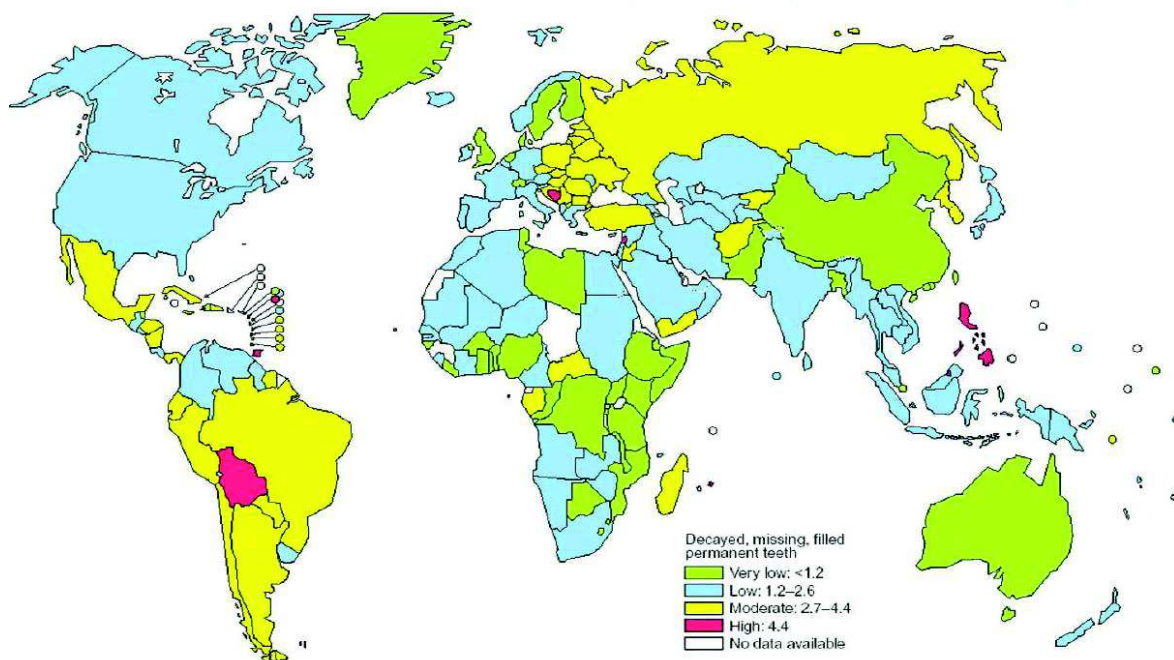 Decayed, missing, filled
permanent teeth
Very low: <1.2
Low: 1.2–2.6
Moderate: 2.7–4.4
High: 4.4
No data available